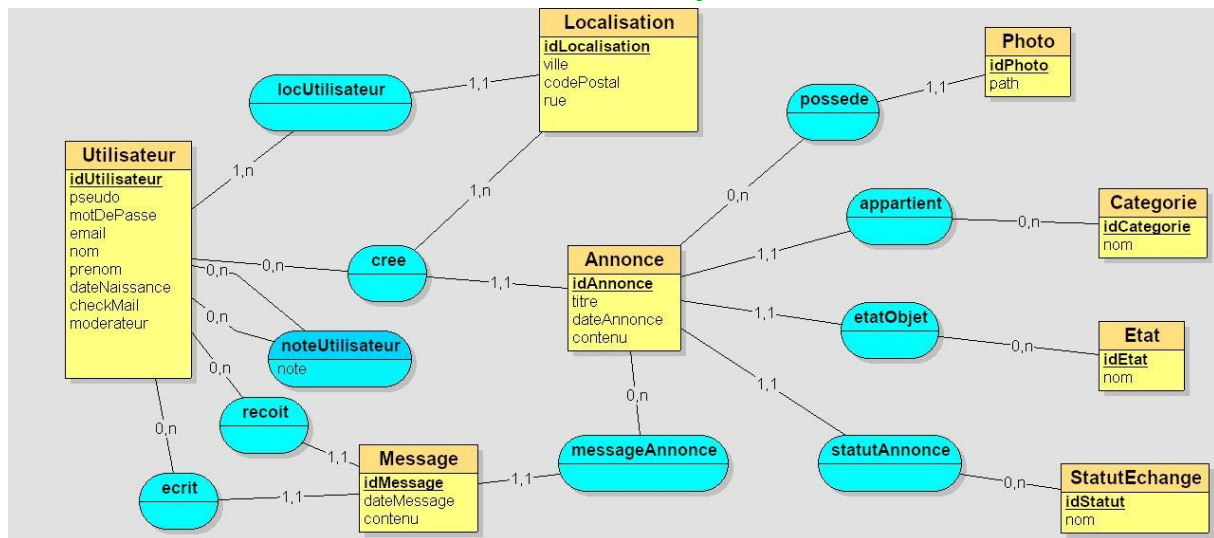 Localisation
idLocalisation
ville
codePostal
rue
Photo
idPhoto
path
locUtilisateur
1,1
possede
1,1
Utilisateur
idUtilisateur
pseudo
motDePasse
email
nom
prenom
dateNaissance
checkMail
moderateur
1,n
1,n
0,n
appartient
0,n
Categorie
idCategorie
nom
1,1
0,n
cree
1,1
0,n
Annonce
idAnnonce
titre
dateAnnonce
contenu
1,1
etatObjet
0,n
Etat
idEtat
nom
0,n
noteUtilisateur
note
0,n
recoit
1,1
0,n
0,n
1,1
ecrit
1,1
Message
idMessage
dateMessage
contenu
1,1
messageAnnonce
statutAnnonce
0,n
StatutEchange
idStatut
nom